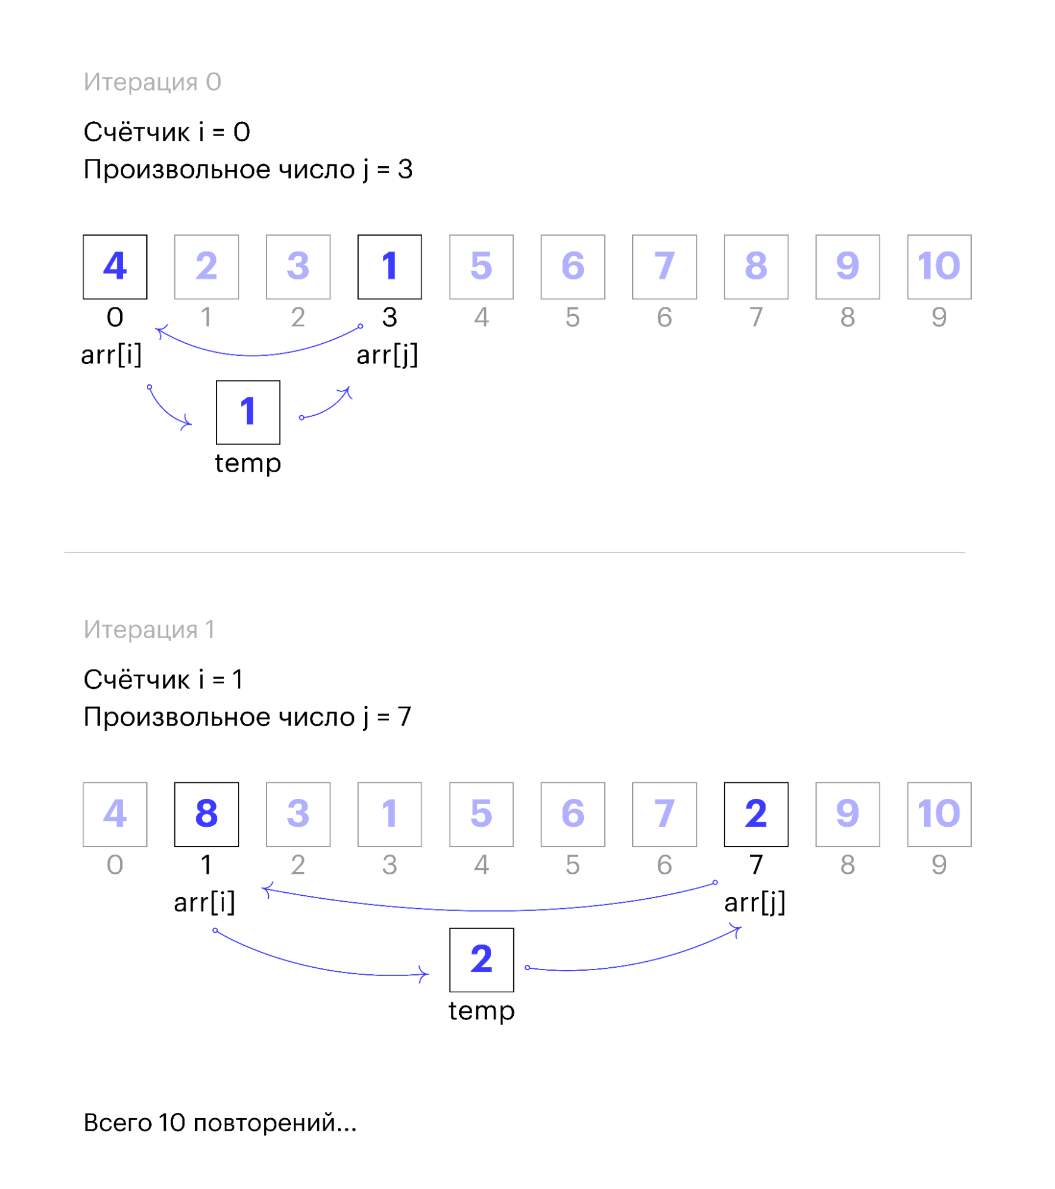 Итерация 0
Счётчик i = 0
Произвольное число j = 3
4 2 3 1 5 6 7 8 9 10
0 1 2 3 4 5 6 7 8 9
arr[i] arr[j]
1
temp
Итерация 1
Счётчик i = 1
Произвольное число j = 7
4 8 3 1 5 6 7 2 9 10
0 1 2 3 4 5 6 7 8 9
arr[i] arr[j]
2
temp
Всего 10 повторений...